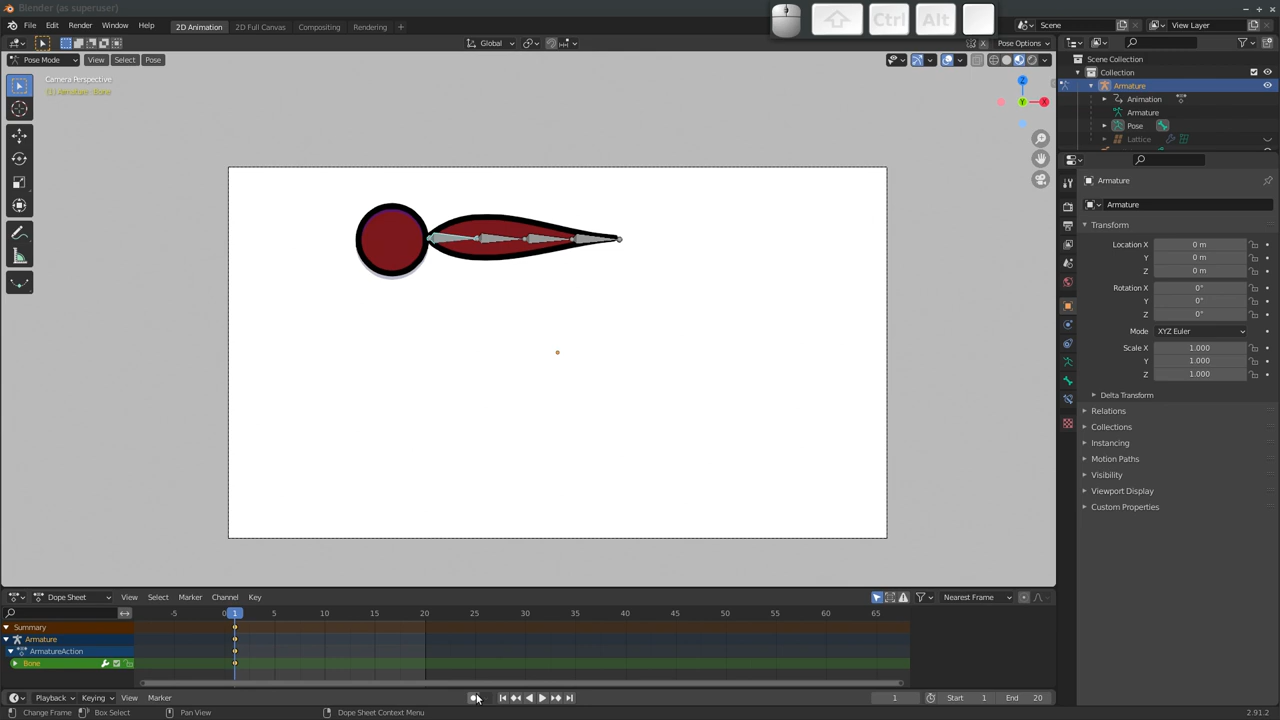 Blender (as superuser)
File Edit Render Window Help 2D Animation 2D Full Canvas Compositing Rendering + Ctrl Alt Scene View Layer
Global Pose Options
Pose Mode View Select Pose
Camera Perspective
(1) Armature : Bone
Z
Y
X
Scene Collection
Collection
Armature
Animation
Armature
Pose
Lattice
Armature
Armature
Transform
Location X 0 m
Y 0 m
Z 0 m
Rotation X 0°
Y 0°
Z 0°
Mode XYZ Euler
Scale X 1.000
Y 1.000
Z 1.000
Delta Transform
Relations
Collections
Instancing
Motion Paths
Visibility
Viewport Display
Custom Properties
Dope Sheet View Select Marker Channel Key Nearest Frame
-5 0 1 5 10 15 20 25 30 35 40 45 50 55 60 65
Summary
Armature
ArmatureAction
Bone
Playback Keying View Marker 1 Start 1 End 20
Change Frame Box Select Pan View Dope Sheet Context Menu 2.91.2